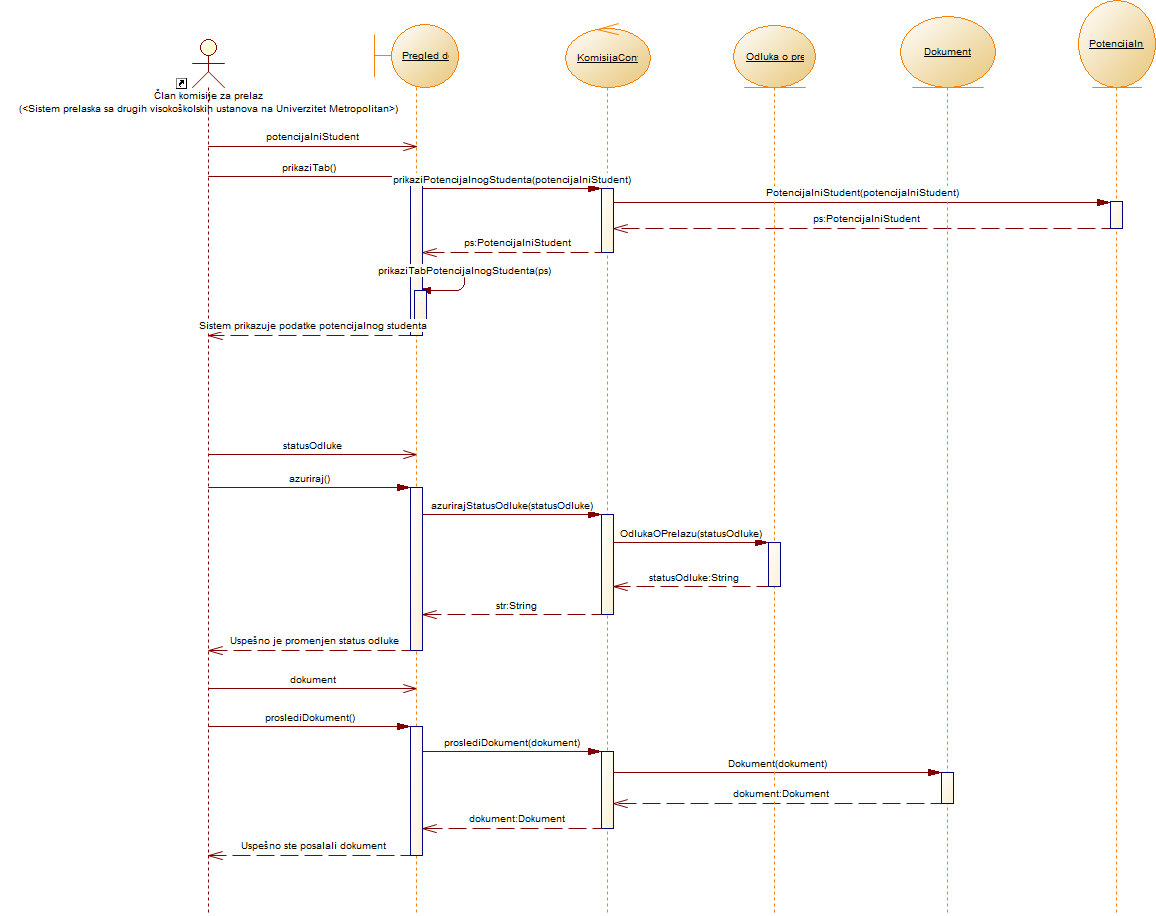 Pregled d
KomisijaCon
Odluka o pre
Dokument
Potencijaln
Član komisije za prelaz
(<Sistem prelaska sa drugih visokoškolskih ustanova na Univerzitet Metropolitan>)
potencijalniStudent
prikaziTab()
prikaziPotencijalnogStudenta(potencijalniStudent)
PotencijalniStudent(potencijalniStudent)
ps:PotencijalniStudent
ps:PotencijalniStudent
prikaziTabPotencijalnogStudenta(ps)
Sistem prikazuje podatke potencijalnog studenta
statusOdluke
azuriraj()
azurirajStatusOdluke(statusOdluke)
OdlukaOPrelazu(statusOdluke)
statusOdluke:String
str:String
Uspešno je promenjen status odluke
dokument
proslediDokument()
proslediDokument(dokument)
Dokument(dokument)
dokument:Dokument
dokument:Dokument
Uspešno ste posalali dokument